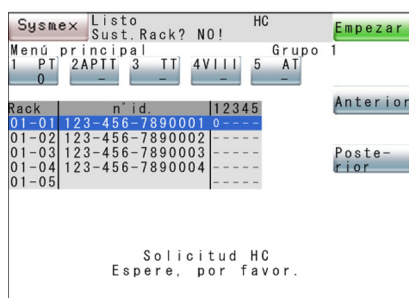 Sysmex Listo HC
Sust. Rack? NO!
Empezar
Menú principal Grupo 1
1 PT 2APTT 3 TT 4VIII 5 AT
0 – – – –
Anterior
Rack n°id. 12345
01-01 123-456-7890001 0----
01-02 123-456-7890002 -----
01-03 123-456-7890003 -----
01-04 123-456-7890004 -----
01-05 -----
Poste-
rior
Solicitud HC
Espere, por favor.